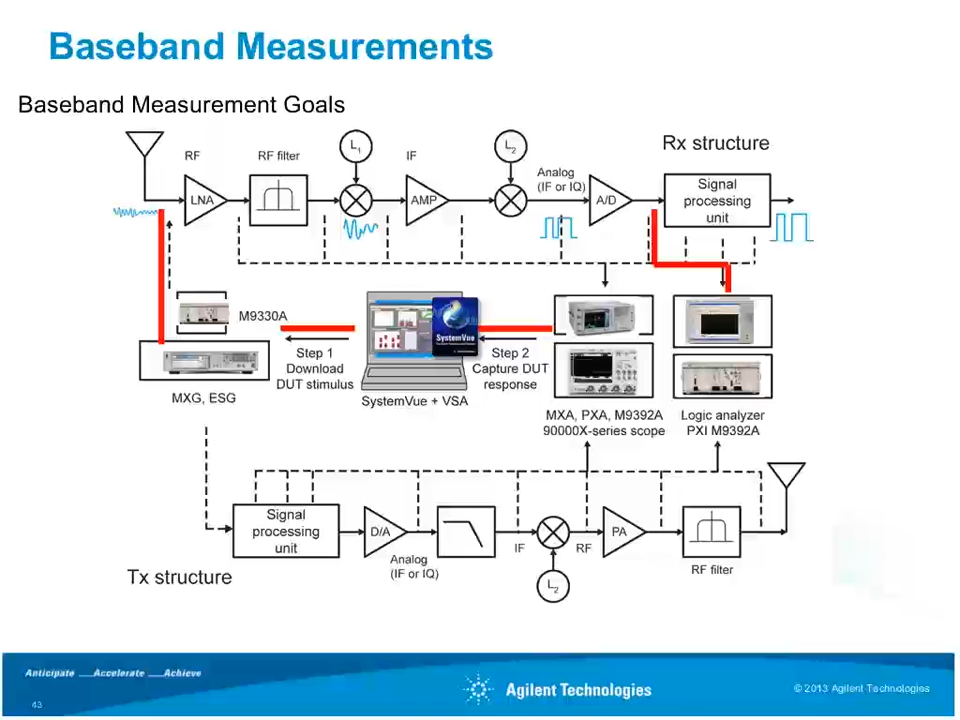 Baseband Measurements
Baseband Measurement Goals
Rx structure
RF
RF filter
L1
IF
L2
Analog
(IF or IQ)
LNA
AMP
A/D
Signal
processing
unit
M9330A
SystemVue
Step 1
Download
DUT stimulus
Step 2
Capture DUT
response
MXG, ESG
SystemVue + VSA
MXA, PXA, M9392A
90000X-series scope
Logic analyzer
PXI M9392A
Signal
processing
unit
D/A
Analog
(IF or IQ)
IF
RF
PA
L2
RF filter
Tx structure
Anticipate __Accelerate __Achieve
Agilent Technologies
© 2013 Agilent Technologies
43